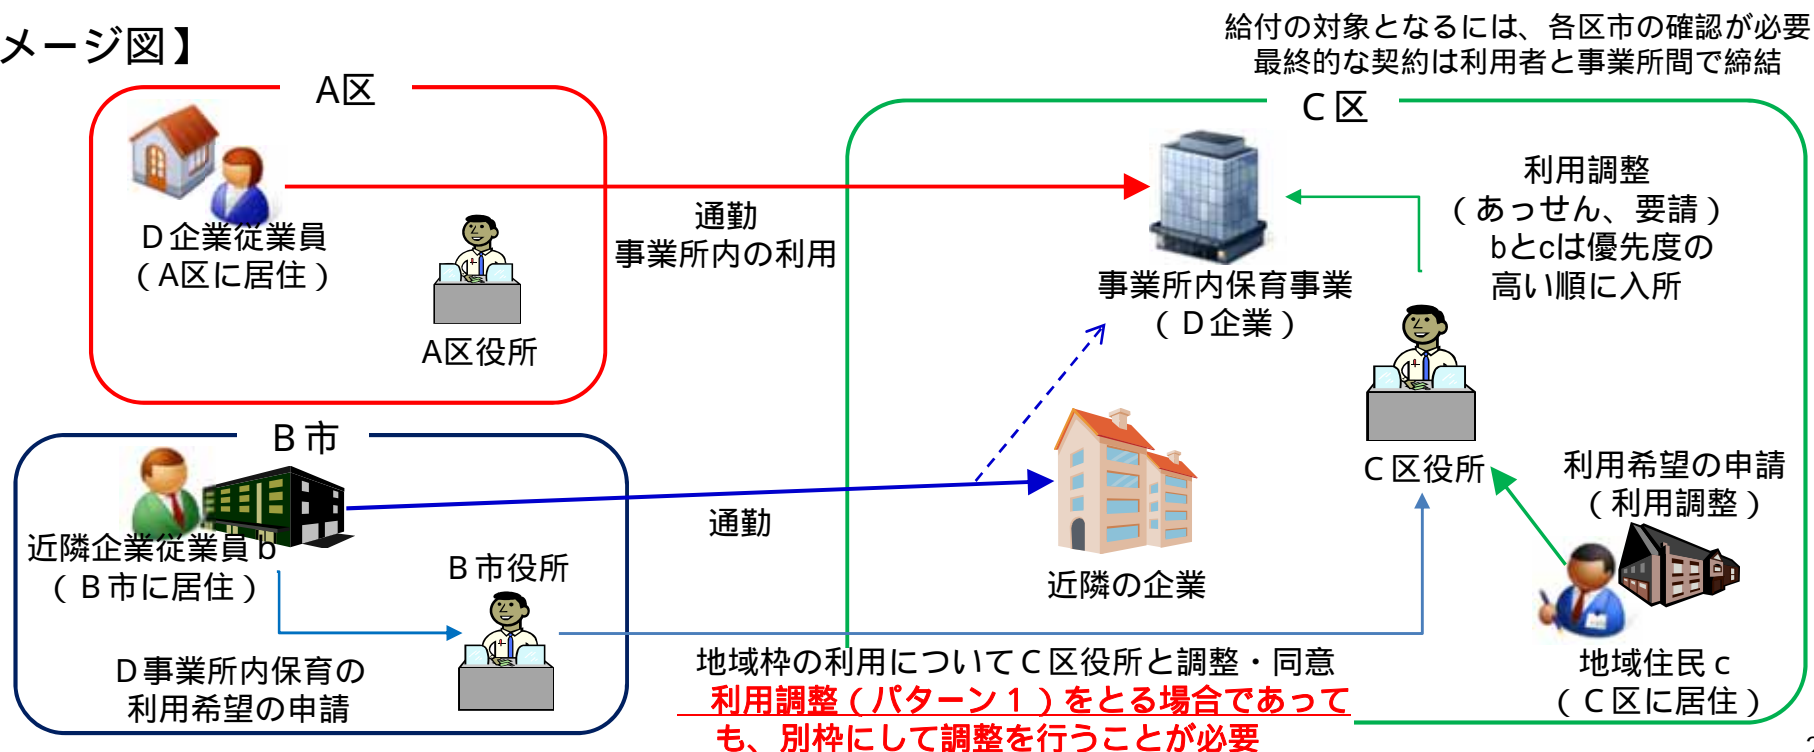 メージ図】
給付の対象となるには、各区市の確認が必要
最終的な契約は利用者と事業所間で締結
A区
D企業従業員
(A区に居住)
A区役所
通勤
事業所内の利用
C区
事業所内保育事業
(D企業)
利用調整
(あっせん、要請)
bとcは優先度の
高い順に入所
C区役所
利用希望の申請
(利用調整)
地域住民c
(C区に居住)
近隣の企業
B市
近隣企業従業員b
(B市に居住)
通勤
B市役所
D事業所内保育の
利用希望の申請
地域枠の利用についてC区役所と調整・同意
利用調整(パターン1)をとる場合であって
も、別枠にして調整を行うことが必要